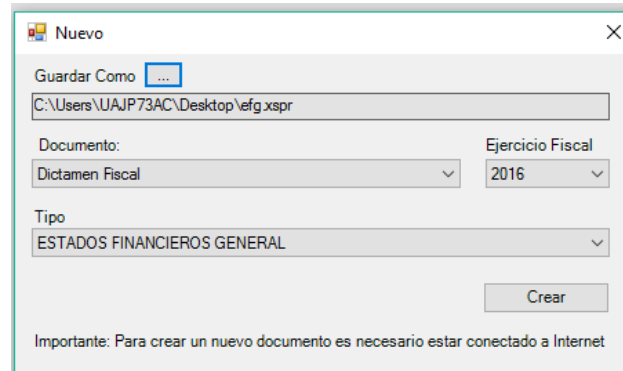 Nuevo
Guardar Como ...
C:\Users\UAJP73AC\Desktop\efg.xspr
Documento: Ejercicio Fiscal
Dictamen Fiscal 2016
Tipo
ESTADOS FINANCIEROS GENERAL
Crear
Importante: Para crear un nuevo documento es necesario estar conectado a Internet